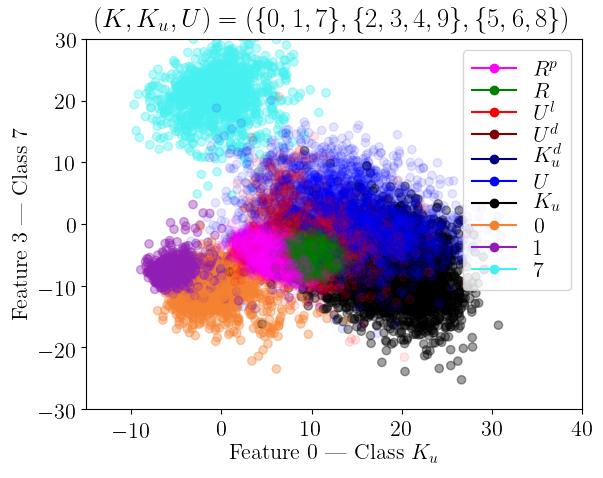 (K, K_u, U) = ({0, 1, 7}, {2, 3, 4, 9}, {5, 6, 8})
30
20
10
0
−10
−20
−30
Feature 3 — Class 7
R^p
R
U^l
U^d
K_u^d
U
K_u
0
1
7
−10
0
10
20
30
40
Feature 0 — Class K_u